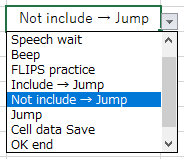 Not include → Jump
Speech wait
Beep
FLIPS practice
Include → Jump
Not include → Jump
Jump
Cell data Save
OK end